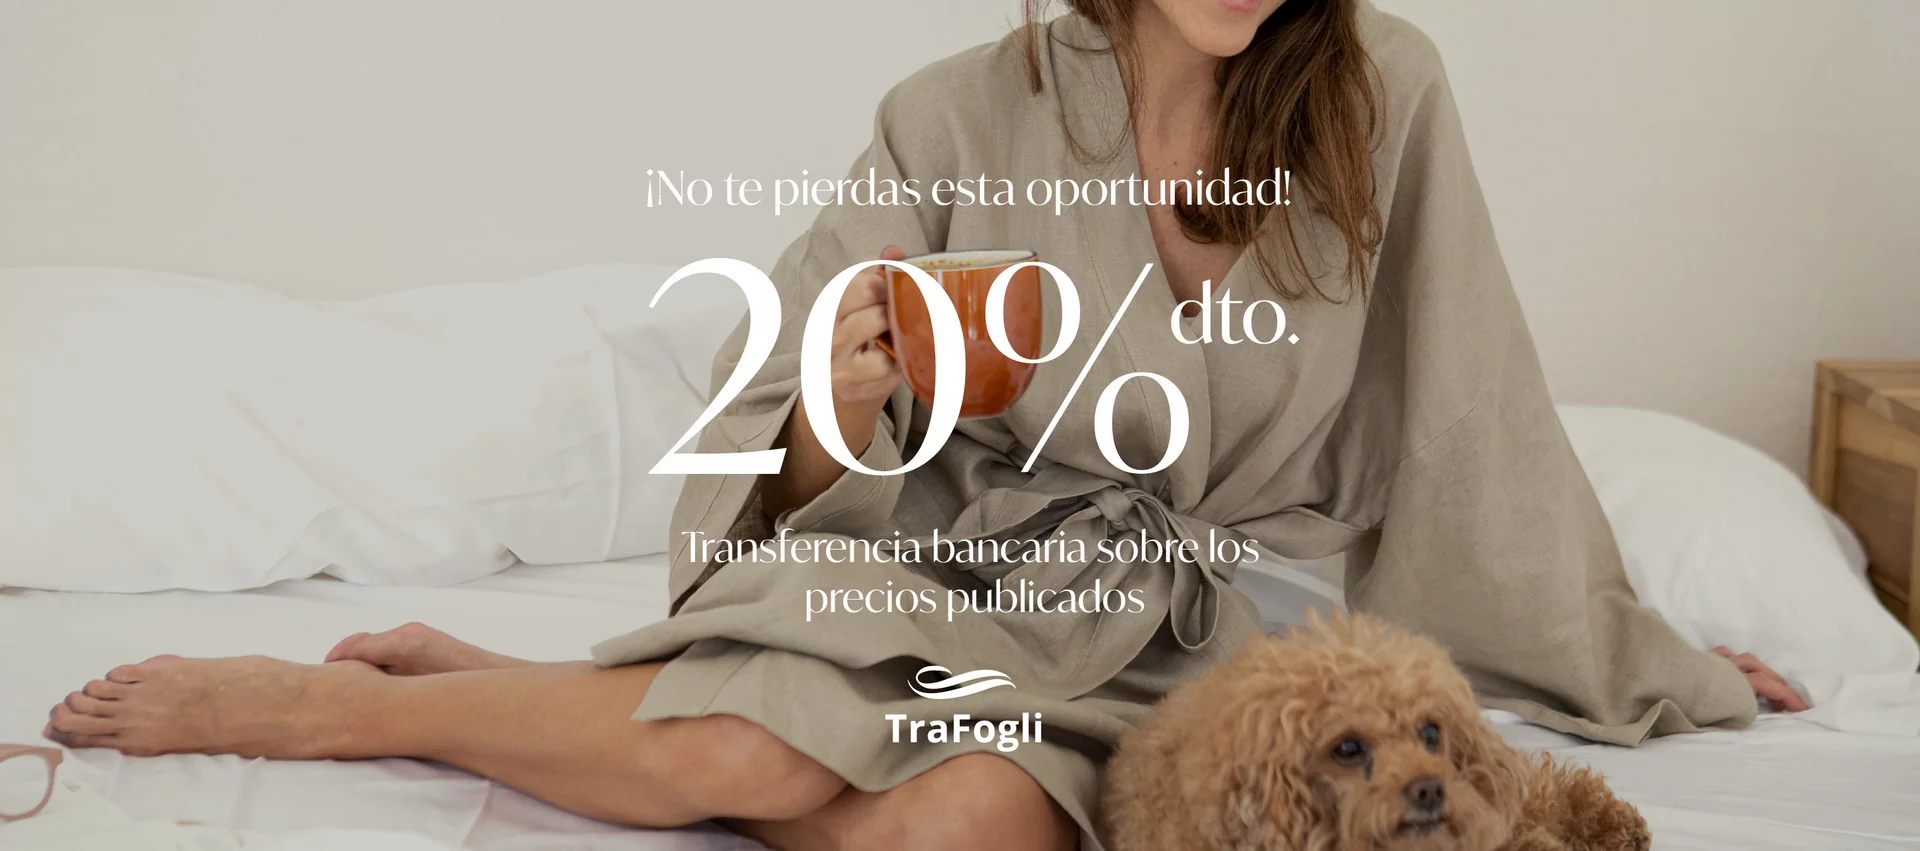 ¡No te pierdas esta oportunidad!
20% dto.
Transferencia bancaria sobre los
precios publicados
TraFogli